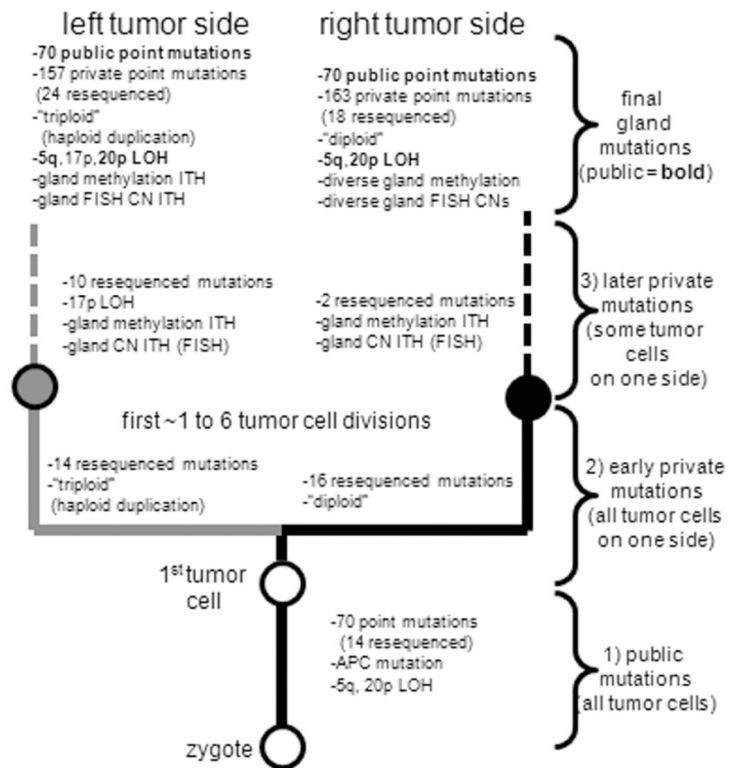 left tumor side
-70 public point mutations
-157 private point mutations
(24 resequenced)
-"triploid"
(haploid duplication)
-5q,17p,20p LOH
-gland methylation ITH
-gland FISH CN ITH
right tumor side
-70 public point mutations
-163 private point mutations
(18 resequenced)
-"diploid"
-5q,20p LOH
-diverse gland methylation
-diverse gland FISH CNs
final
gland
mutations
(public=bold)
-10 resequenced mutations
-17p LOH
-gland methylation ITH
-gland CN ITH (FISH)
-2 resequenced mutations
-gland methylation ITH
-gland CN ITH (FISH)
3) later private
mutations
(some tumor
cells
on one side)
first ~1 to 6 tumor cell divisions
-14 resequenced mutations
-"triploid"
(haploid duplication)
-16 resequenced mutations
-"diploid"
2) early private
mutations
(all tumor cells
on one side)
1st tumor
cell
-70 point mutations
(14 resequenced)
-APC mutation
-5q, 20p LOH
1) public
mutations
(all tumor cells)
zygote